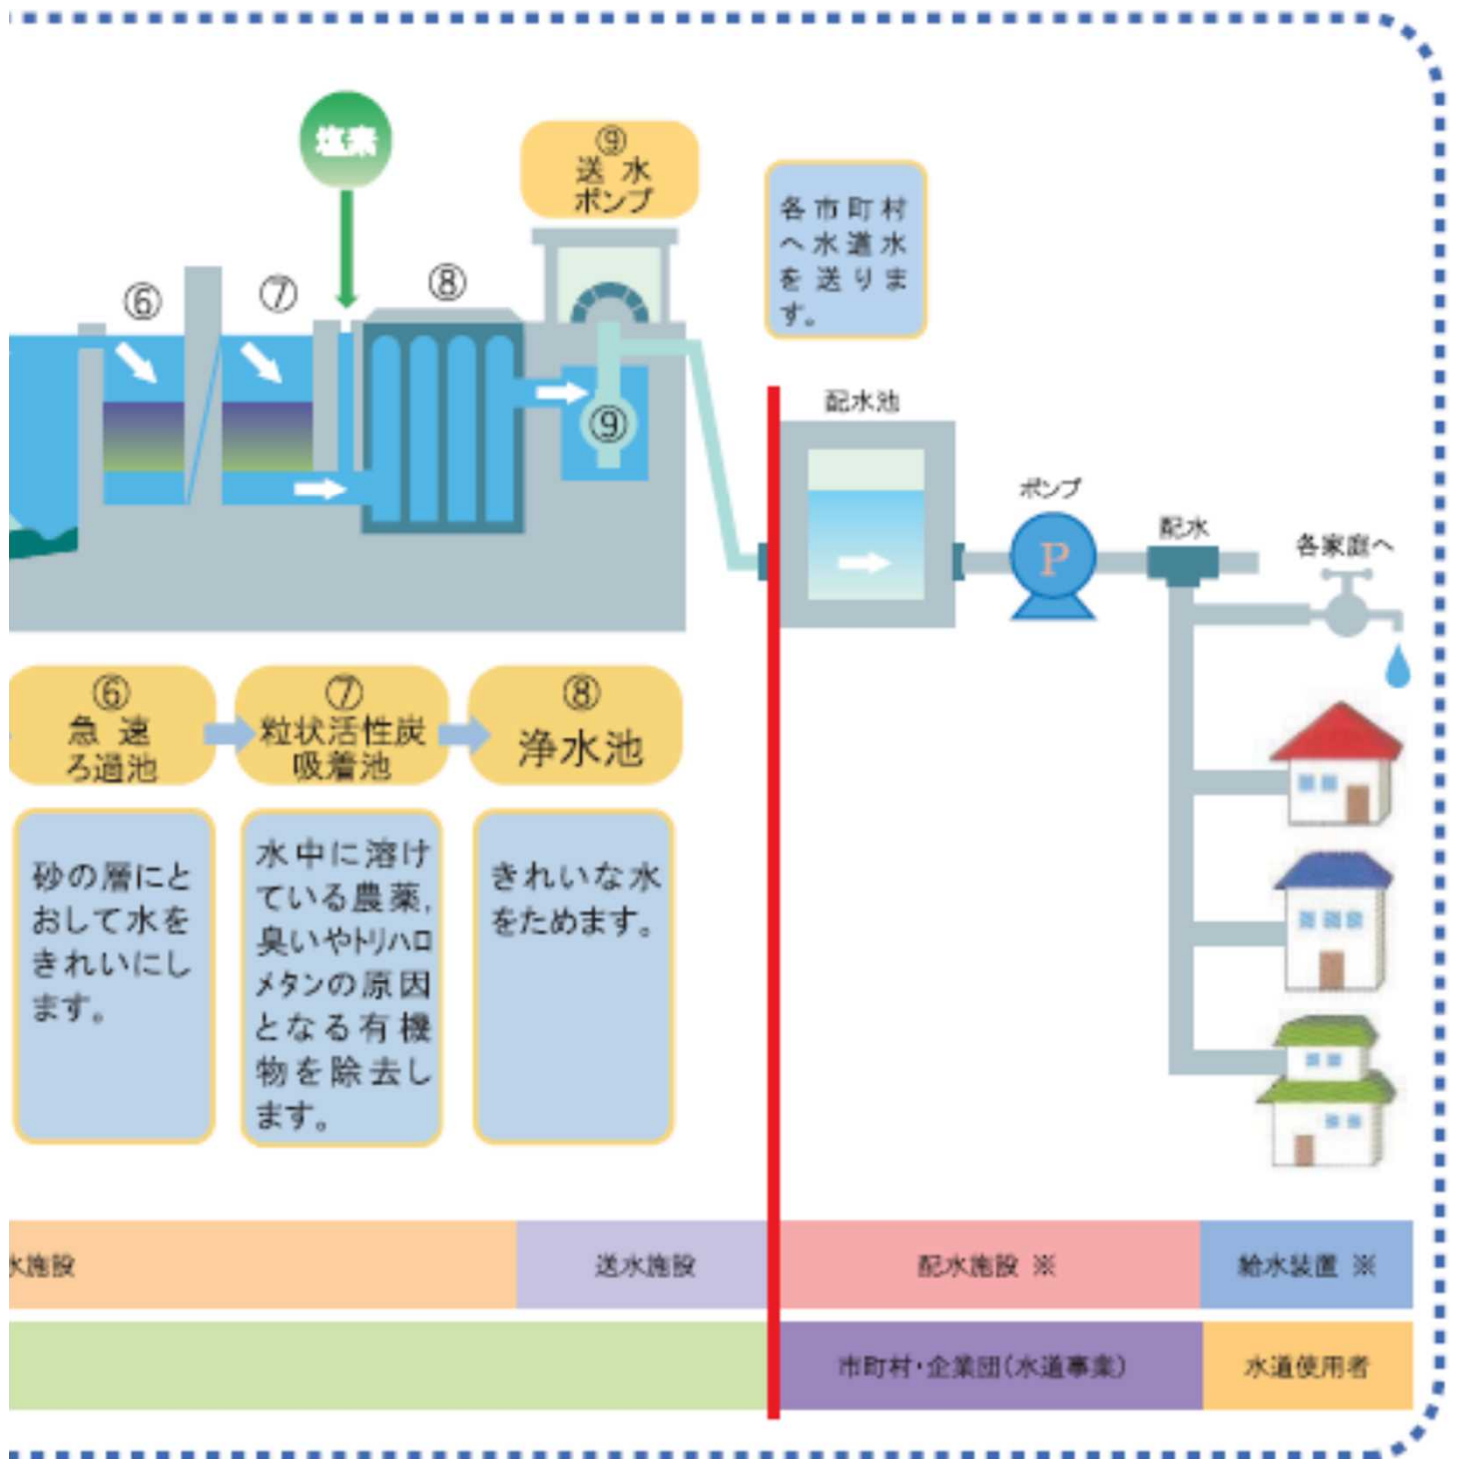 塩素
⑨
送水
ポンプ
各市町村
へ水道水
を送りま
す。
⑥
⑦
⑧
⑨
配水池
ポンプ
P
配水
各家庭へ
⑥
急速
ろ過池
⑦
粒状活性炭
吸着池
⑧
浄水池
砂の層にと
おして水を
きれいにし
ます。
水中に溶け
ている農薬,
臭いやトリハロ
メタンの原因
となる有機
物を除去し
ます。
きれいな水
をためます。
水施設
送水施設
配水施設 ※
給水装置 ※
市町村・企業団(水道事業)
水道使用者